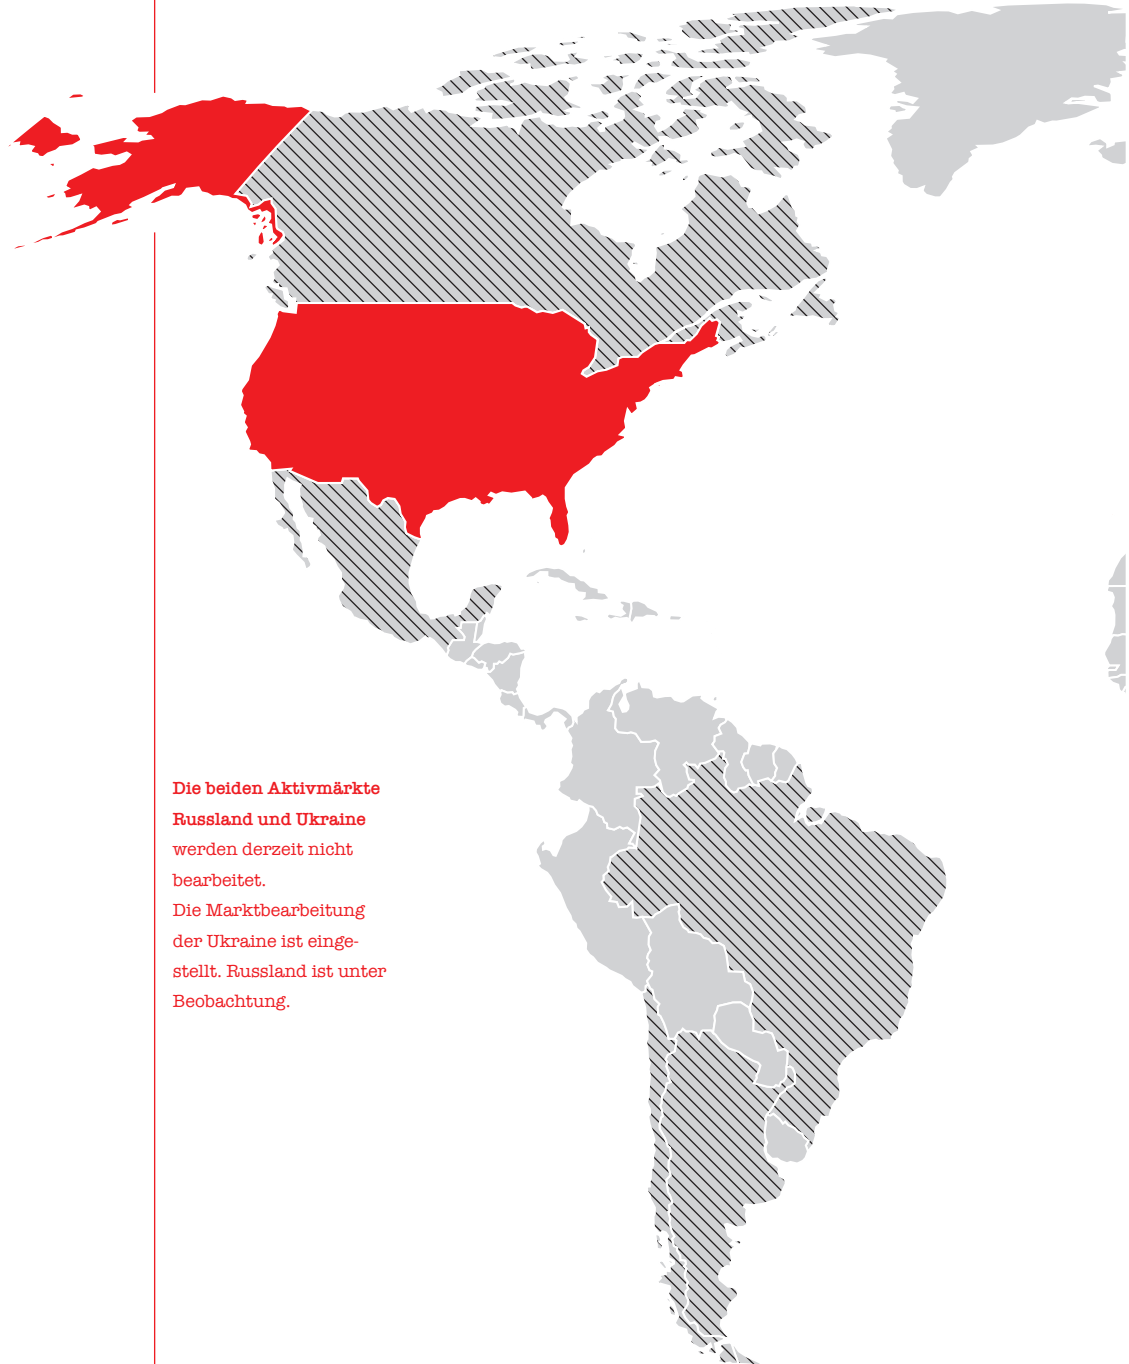 Die beiden Aktivmärkte
Russland und Ukraine
werden derzeit nicht
bearbeitet.
Die Marktbearbeitung
der Ukraine ist einge-
stellt. Russland ist unter
Beobachtung.